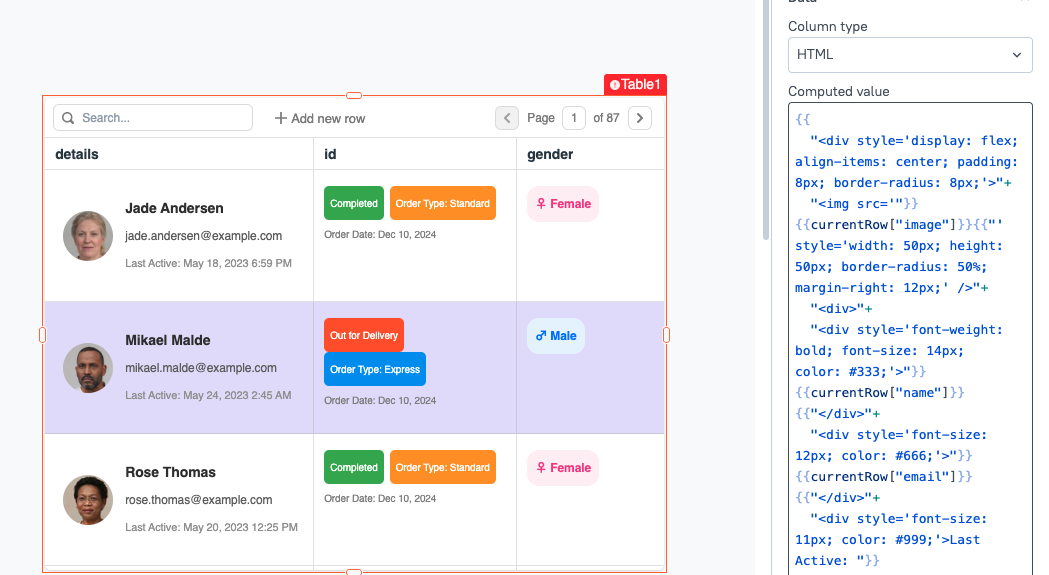 Column type
HTML
Computed value
Table1
Search...
Add new row
Page 1 of 87
details id gender
Jade Andersen
jade.andersen@example.com
Last Active: May 18, 2023 6:59 PM
Completed Order Type: Standard
Order Date: Dec 10, 2024
Female
Mikael Malde
mikael.malde@example.com
Last Active: May 24, 2023 2:45 AM
Out for Delivery
Order Type: Express
Order Date: Dec 10, 2024
Male
Rose Thomas
rose.thomas@example.com
Last Active: May 20, 2023 12:25 PM
Completed Order Type: Standard
Order Date: Dec 10, 2024
Female
{{
"<div style='display: flex;
align-items: center; padding:
8px; border-radius: 8px;'>"+
"<img src='"}}
{{currentRow["image"]}}{{"'
style='width: 50px; height:
50px; border-radius: 50%;
margin-right: 12px;' />"+
"<div>"+
"<div style='font-weight:
bold; font-size: 14px;
color: #333;'>"}}
{{currentRow["name"]}}
{{"</div>"+
"<div style='font-size:
12px; color: #666;'>"}}
{{currentRow["email"]}}
{{"</div>"+
"<div style='font-size:
11px; color: #999;'>Last
Active: "}}